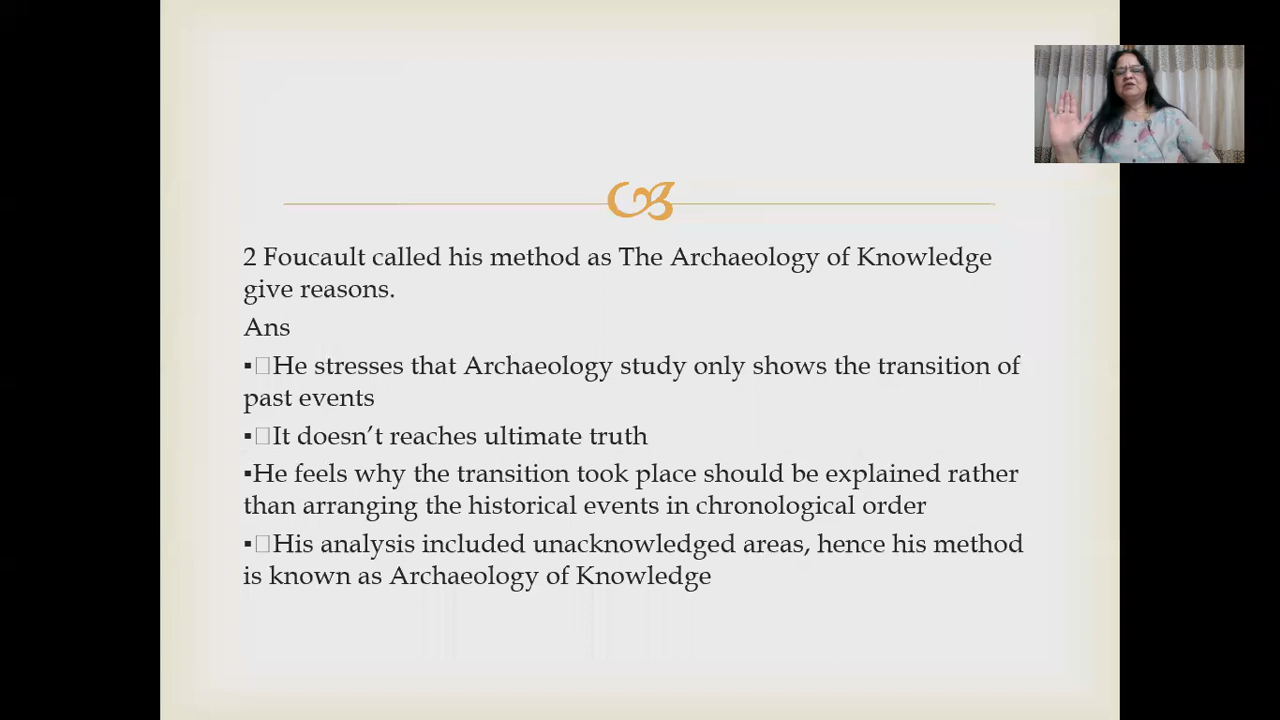 2 Foucault called his method as The Archaeology of Knowledge
give reasons.
Ans
▪He stresses that Archaeology study only shows the transition of
past events
▪It doesn’t reaches ultimate truth
▪He feels why the transition took place should be explained rather
than arranging the historical events in chronological order
▪His analysis included unacknowledged areas, hence his method
is known as Archaeology of Knowledge